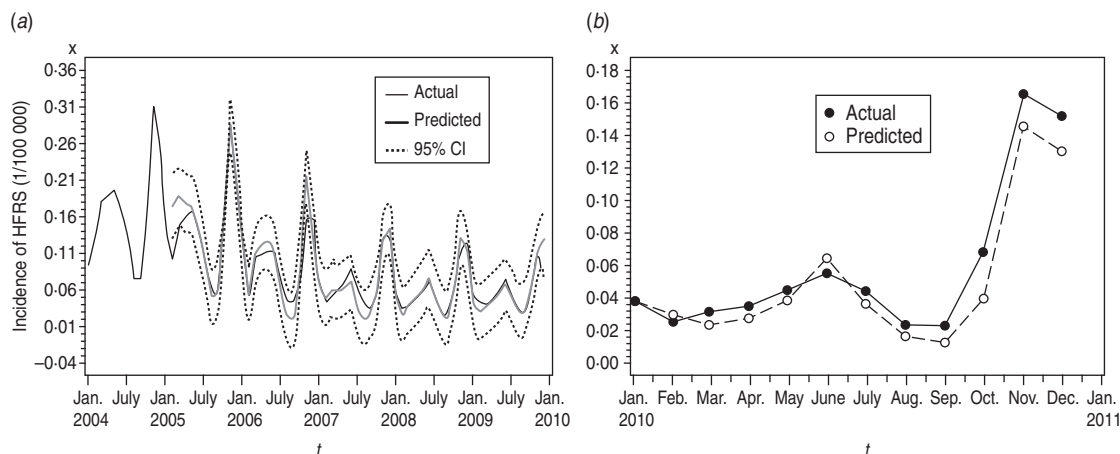 (a)
x
0·36
0·31
0·26
0·21
0·16
0·11
0·06
0·01
–0·04
Incidence of HFRS (1/100 000)
Actual
Predicted
95% CI
Jan. July Jan. July Jan. July Jan. July Jan. July Jan. July Jan.
2004 2005 2006 2007 2008 2009 2010
t
(b)
x
0·18
0·16
0·14
0·12
0·10
0·08
0·06
0·04
0·02
0·00
Actual
Predicted
Jan. Feb. Mar. Apr. May June July Aug. Sep. Oct. Nov. Dec. Jan.
2010 2011
t